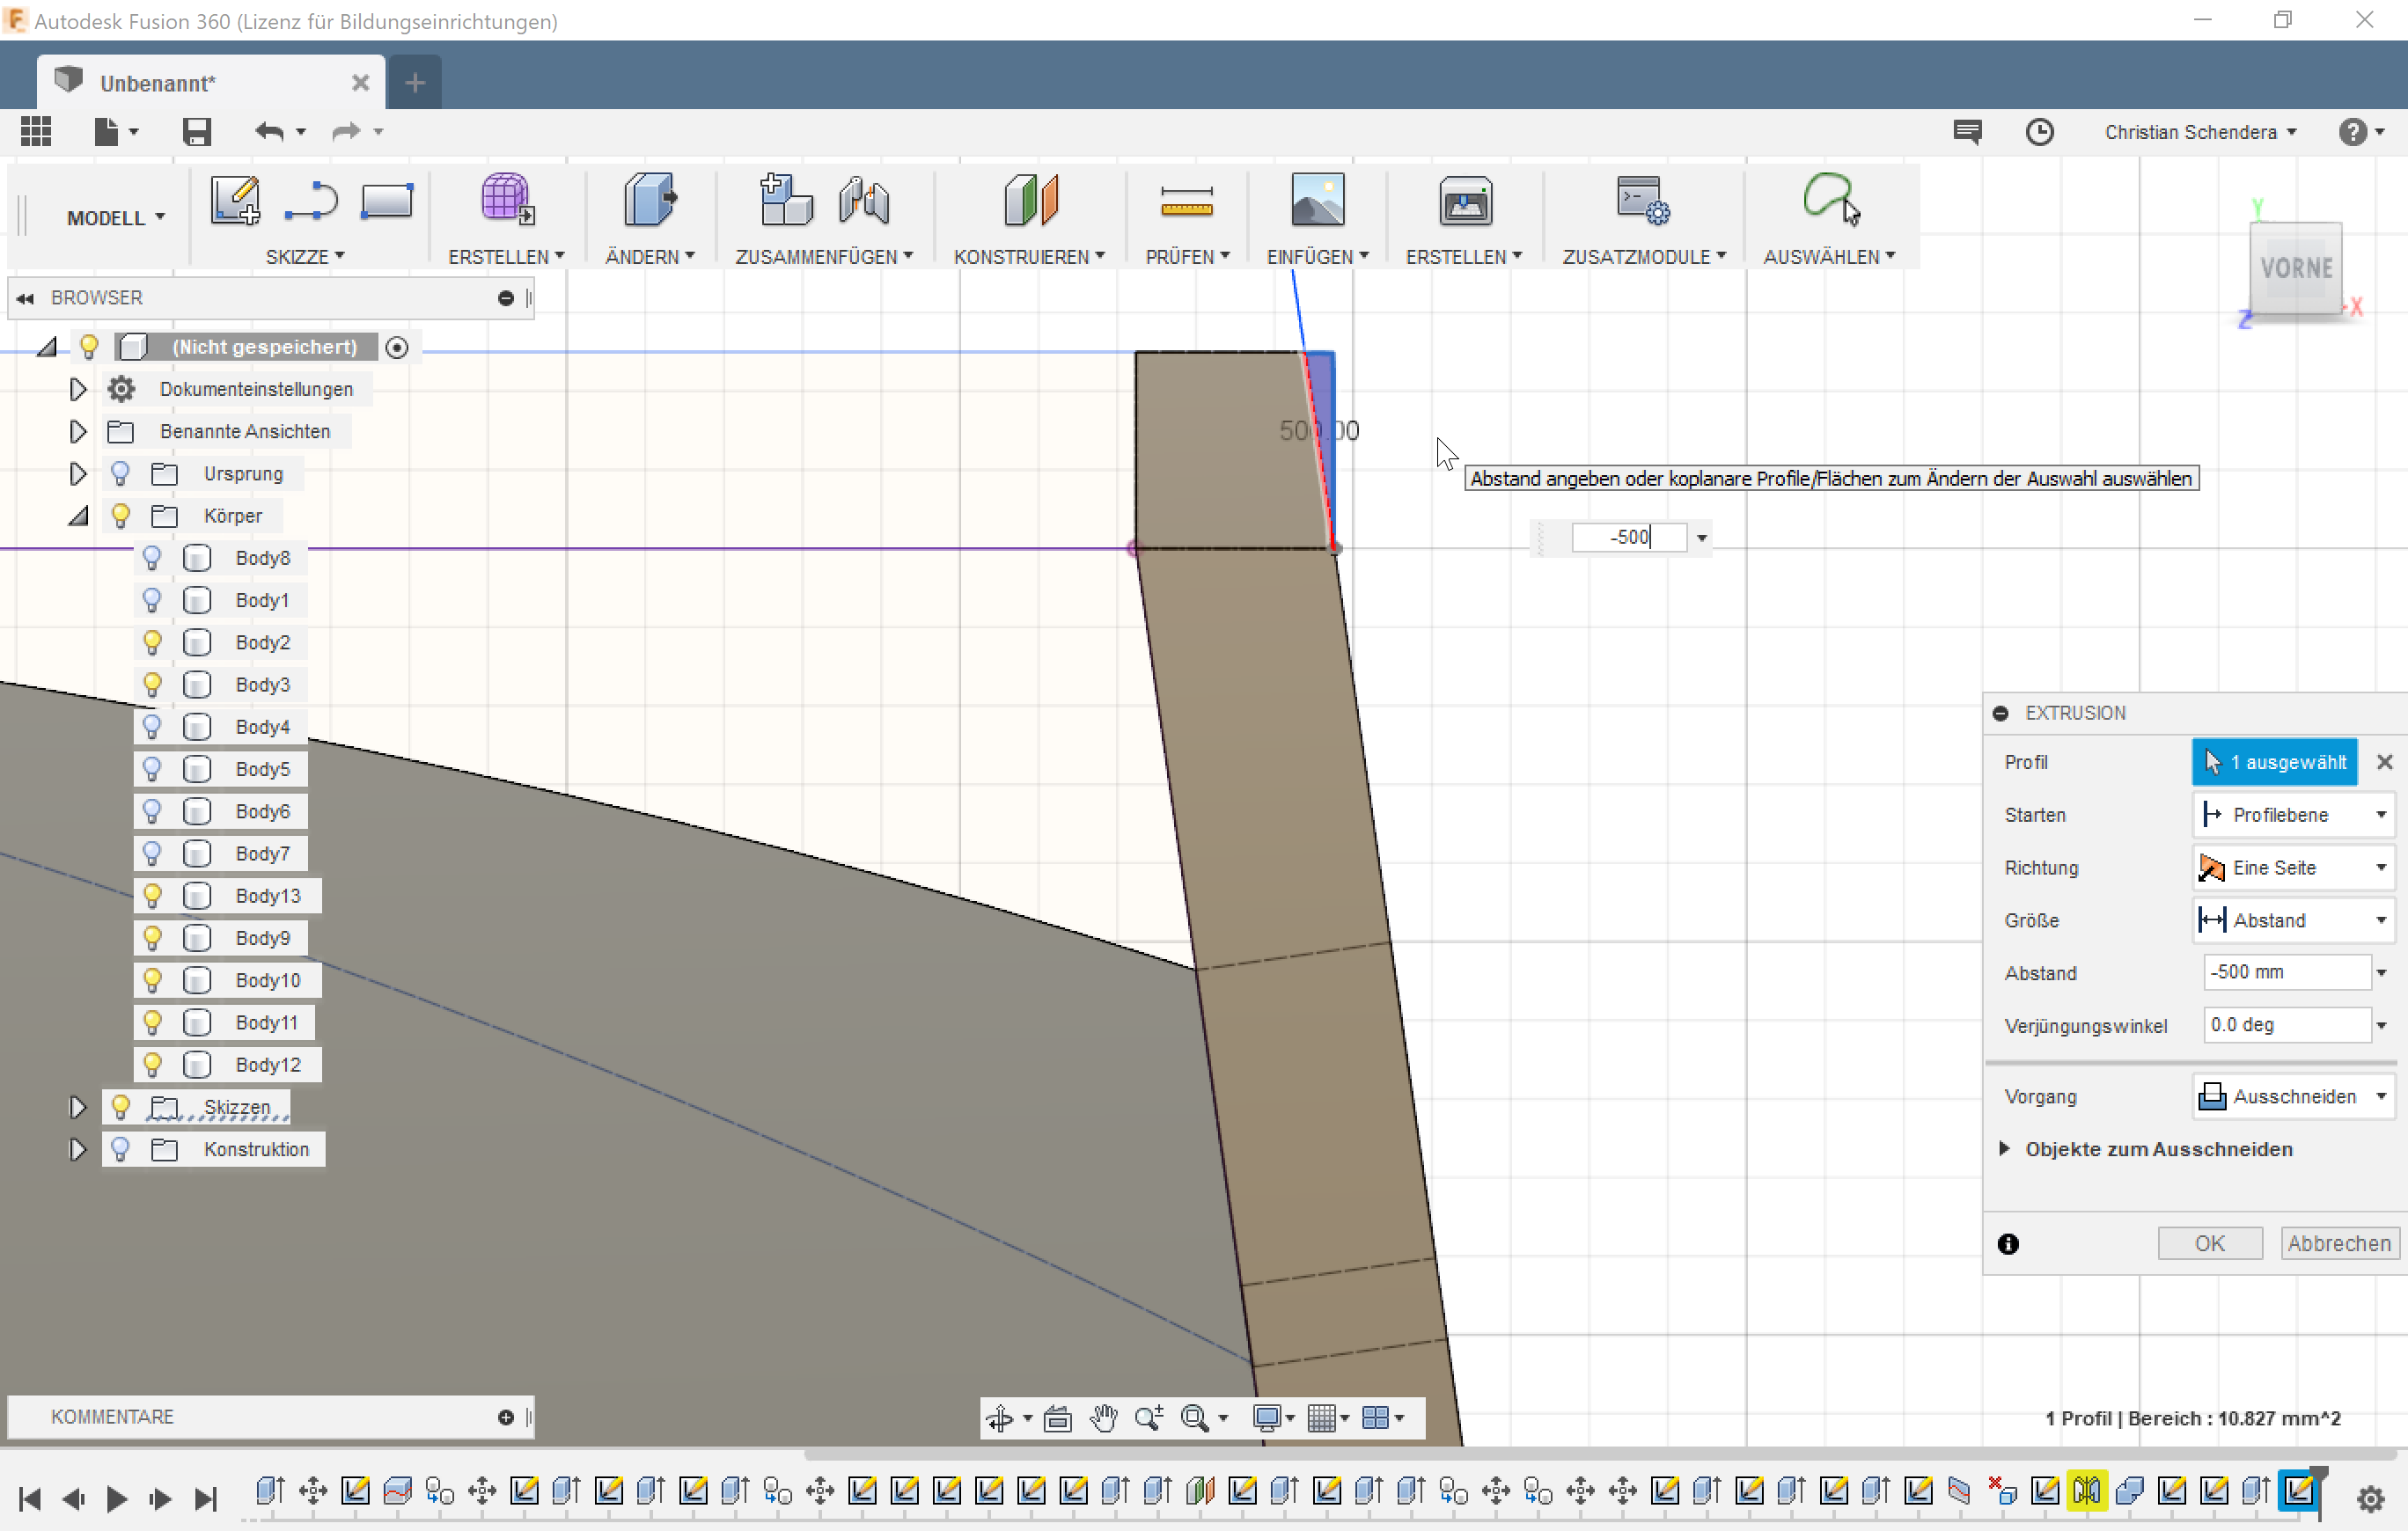 Autodesk Fusion 360 (Lizenz für Bildungseinrichtungen)
Unbenannt*
Christian Schendera
MODELL
SKIZZE
ERSTELLEN
ÄNDERN
ZUSAMMENFÜGEN
KONSTRUIEREN
PRÜFEN
EINFÜGEN
ERSTELLEN
ZUSATZMODULE
AUSWÄHLEN
Y
VORNE
X
Z
BROWSER
(Nicht gespeichert)
Dokumenteinstellungen
Benannte Ansichten
Ursprung
Körper
Body8
Body1
Body2
Body3
Body4
Body5
Body6
Body7
Body13
Body9
Body10
Body11
Body12
Skizzen
Konstruktion
500.00
Abstand angeben oder koplanare Profile/Flächen zum Ändern der Auswahl auswählen
-500
EXTRUSION
Profil 1 ausgewählt
Starten Profilebene
Richtung Eine Seite
Größe Abstand
Abstand -500 mm
Verjüngungswinkel 0.0 deg
Vorgang Ausschneiden
Objekte zum Ausschneiden
OK Abbrechen
KOMMENTARE
1 Profil | Bereich : 10.827 mm^2